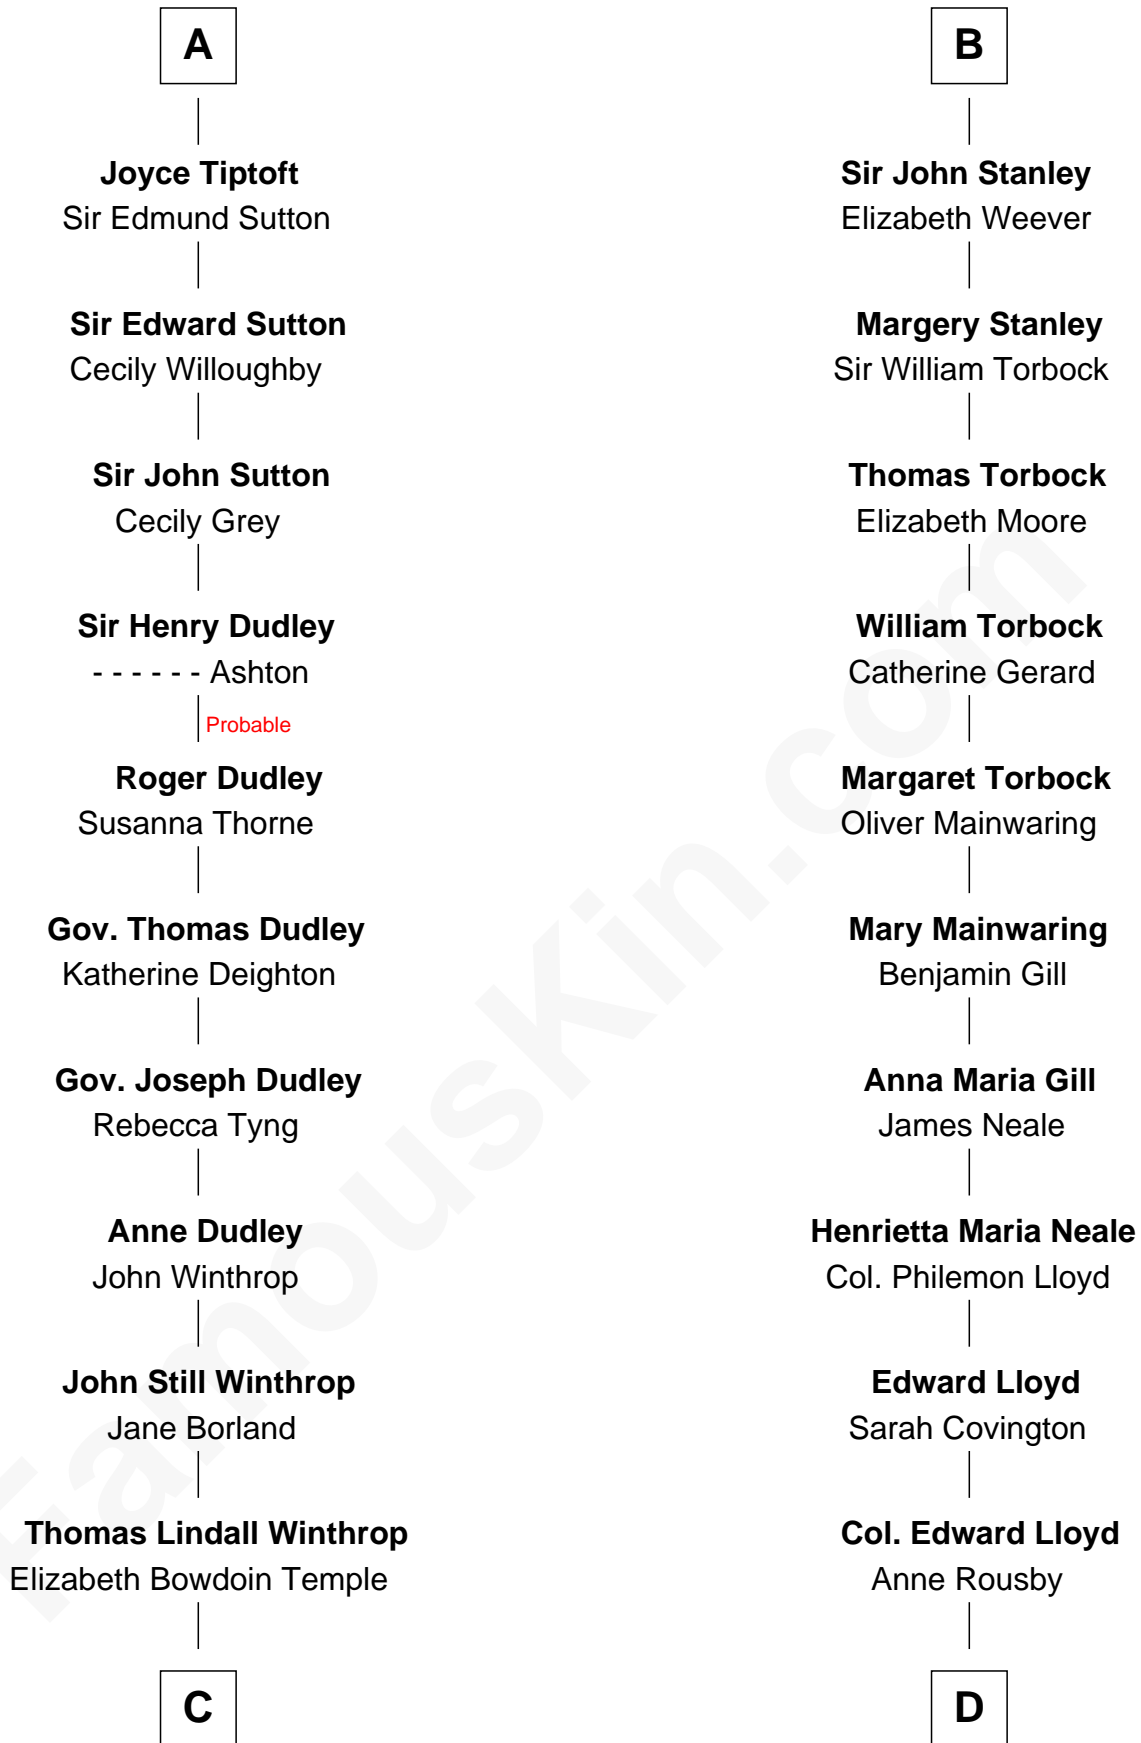 A
Joyce Tiptoft
Sir Edmund Sutton
Sir Edward Sutton
Cecily Willoughby
Sir John Sutton
Cecily Grey
Sir Henry Dudley
- - - - - - Ashton
Probable
Roger Dudley
Susanna Thorne
Gov. Thomas Dudley
Katherine Deighton
Gov. Joseph Dudley
Rebecca Tyng
Anne Dudley
John Winthrop
John Still Winthrop
Jane Borland
Thomas Lindall Winthrop
Elizabeth Bowdoin Temple
C
B
Sir John Stanley
Elizabeth Weever
Margery Stanley
Sir William Torbock
Thomas Torbock
Elizabeth Moore
William Torbock
Catherine Gerard
Margaret Torbock
Oliver Mainwaring
Mary Mainwaring
Benjamin Gill
Anna Maria Gill
James Neale
Henrietta Maria Neale
Col. Philemon Lloyd
Edward Lloyd
Sarah Covington
Col. Edward Lloyd
Anne Rousby
D
FamousKin.com